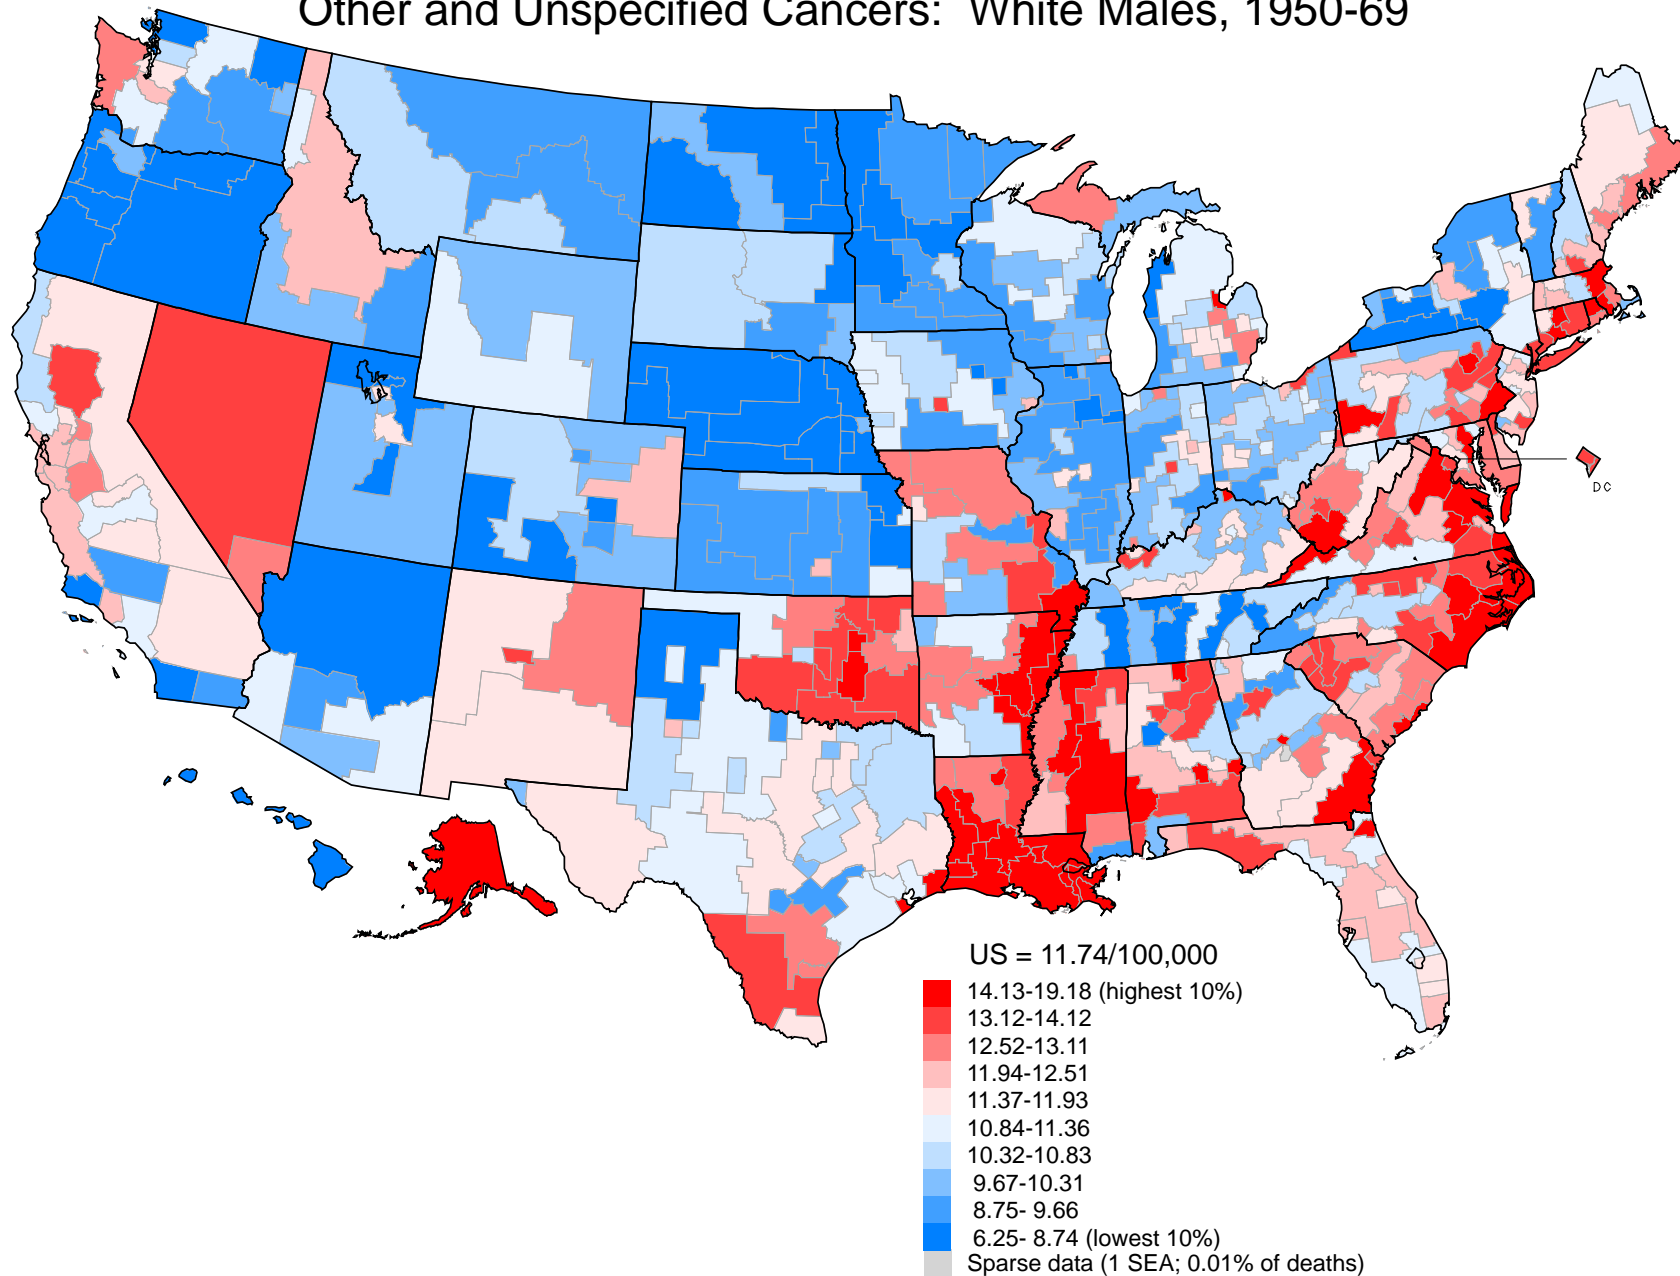 Other and Unspecified Cancers: White Males, 1950-69
DC
US = 11.74/100,000
14.13-19.18 (highest 10%)
13.12-14.12
12.52-13.11
11.94-12.51
11.37-11.93
10.84-11.36
10.32-10.83
9.67-10.31
8.75- 9.66
6.25- 8.74 (lowest 10%)
Sparse data (1 SEA; 0.01% of deaths)